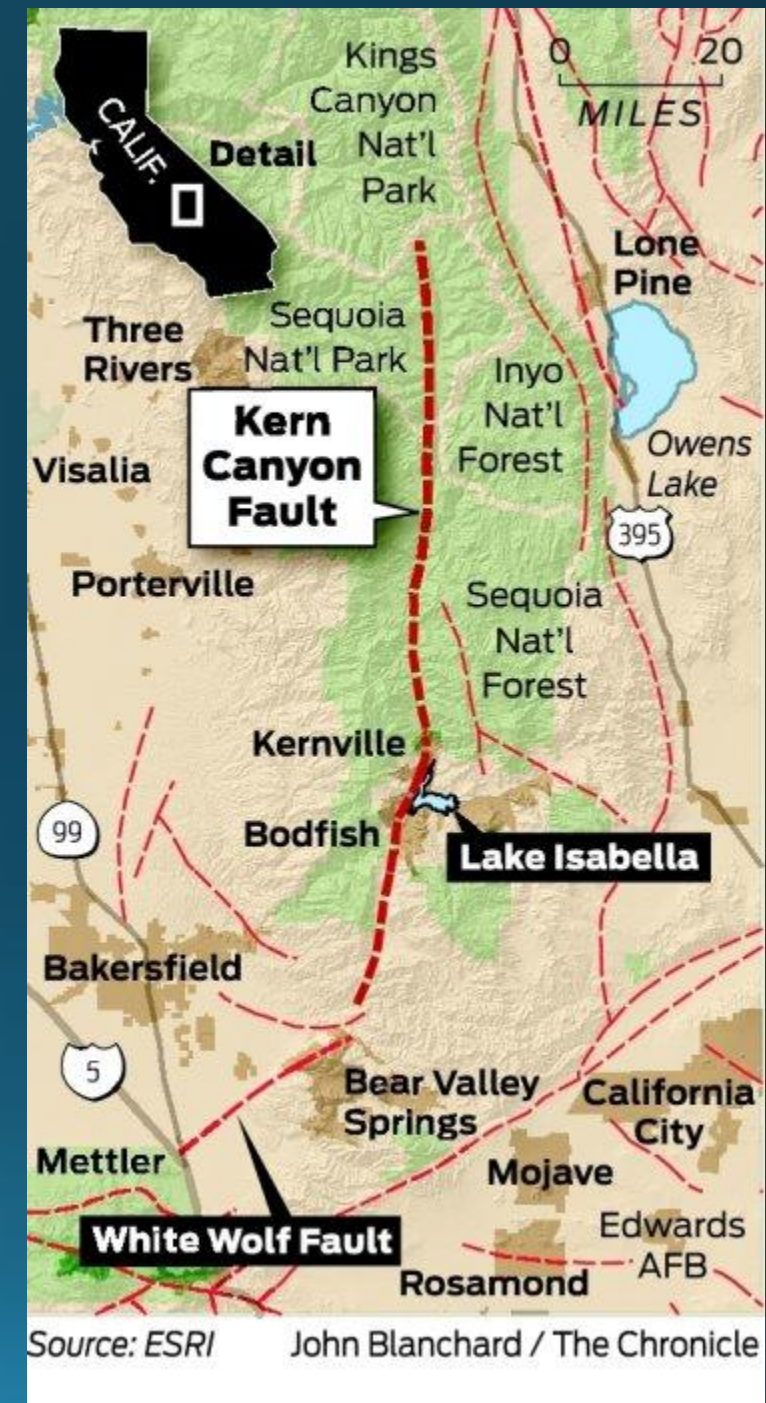 Kings
Canyon
Nat'l
Park
0 20
MILES
CALIF.
Detail
Lone
Pine
Three
Rivers
Sequoia
Nat'l Park
Inyo
Nat'l
Forest
Kern
Canyon
Fault
Owens
Lake
Visalia
395
Porterville
Sequoia
Nat'l
Forest
Kernville
99
Bodfish
Lake Isabella
Bakersfield
5
Bear Valley
Springs
California
City
Mettler
Mojave
White Wolf Fault
Edwards
AFB
Rosamond
Source: ESRI
John Blanchard / The Chronicle